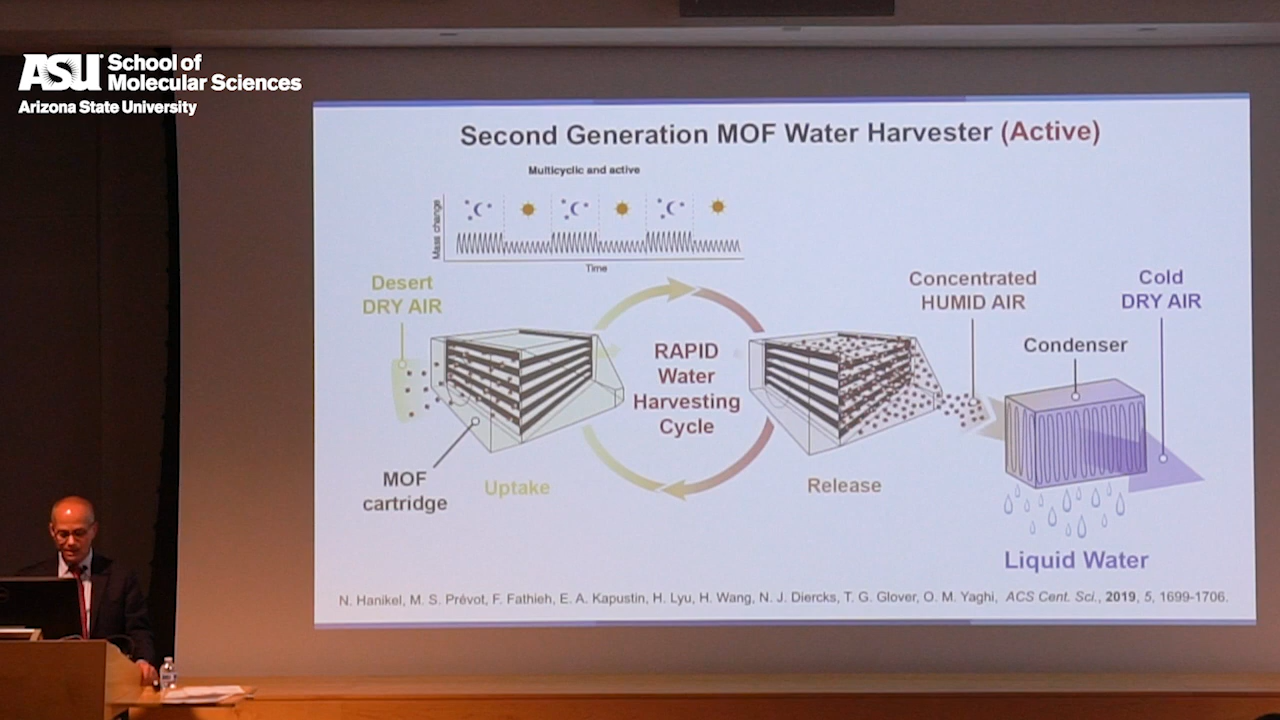 ASU School of
Molecular Sciences
Arizona State University
Second Generation MOF Water Harvester (Active)
Multicyclic and active
Mass change
Time
Desert
DRY AIR
RAPID
Water
Harvesting
Cycle
Concentrated
HUMID AIR
Cold
DRY AIR
Condenser
MOF
cartridge
Uptake
Release
Liquid Water
N. Hanikel, M. S. Prévot, F. Fathieh, E. A. Kapustin, H. Lyu, H. Wang, N. J. Diercks, T. G. Glover, O. M. Yaghi, ACS Cent. Sci., 2019, 5, 1699-1706.